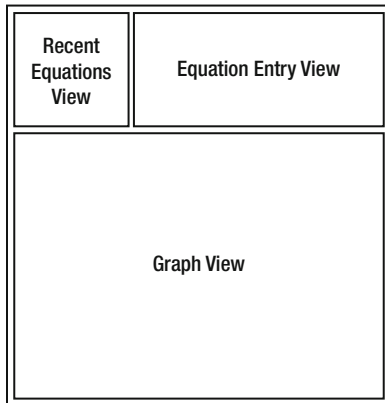 Recent
Equations
View
Equation Entry View
Graph View